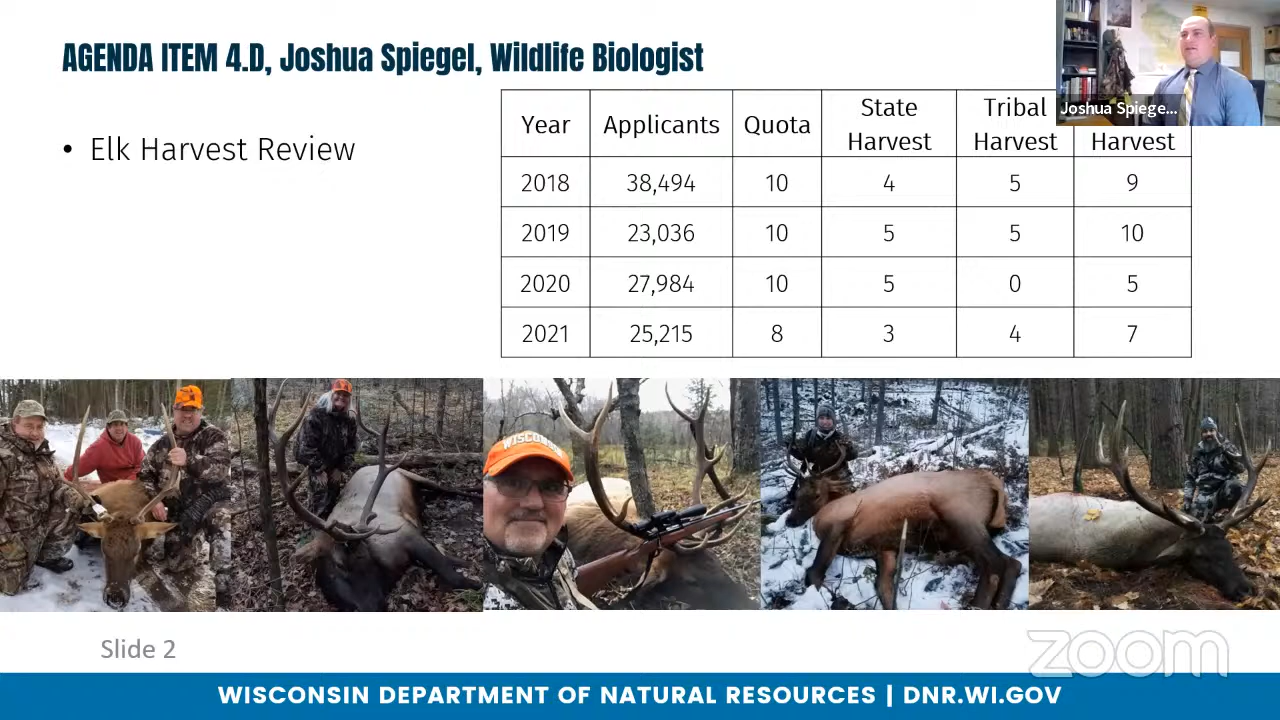 AGENDA ITEM 4.D, Joshua Spiegel, Wildlife Biologist
Joshua Spiege...
• Elk Harvest Review
Year Applicants Quota State Harvest Tribal Harvest Harvest
2018 38,494 10 4 5 9
2019 23,036 10 5 5 10
2020 27,984 10 5 0 5
2021 25,215 8 3 4 7
WISCONSIN
Slide 2
zoom
WISCONSIN DEPARTMENT OF NATURAL RESOURCES | DNR.WI.GOV